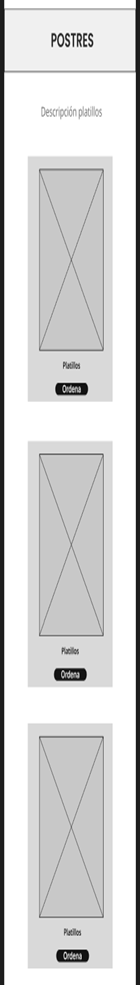 POSTRES
Descripción platillos
Platillos
Ordena
Platillos
Ordena
Platillos
Ordena